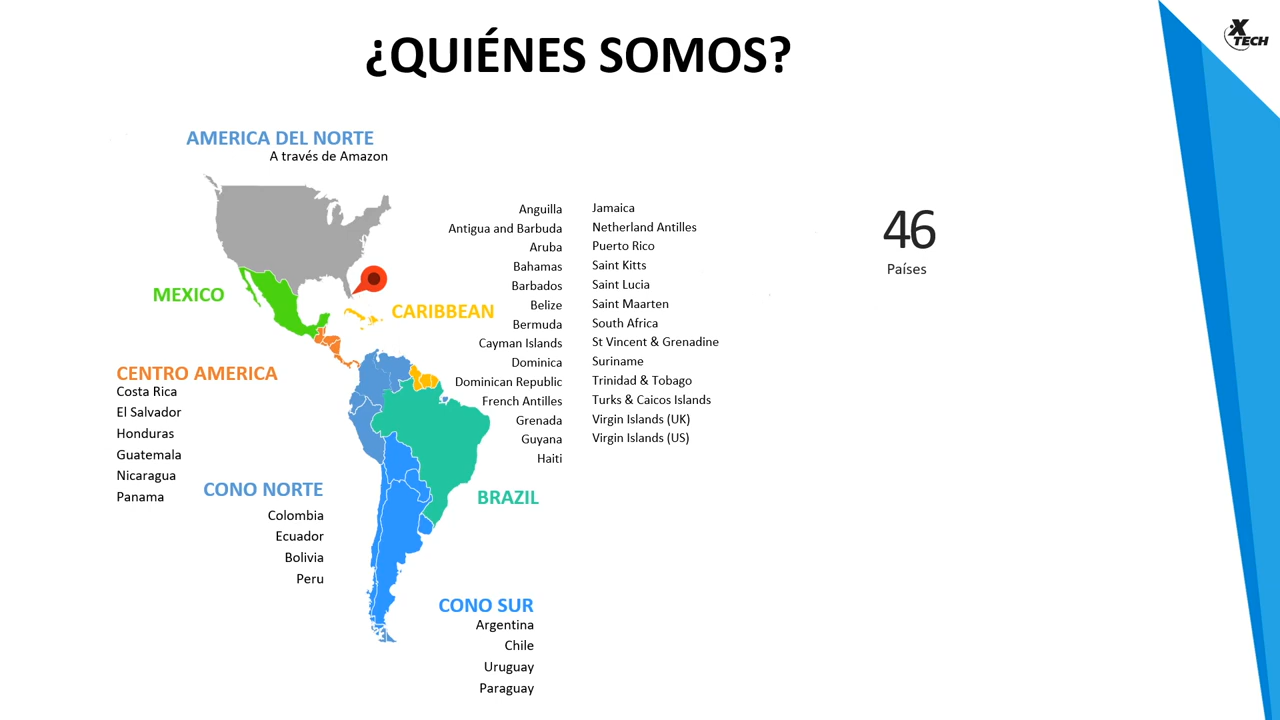 ¿QUIÉNES SOMOS?
X
TECH
AMERICA DEL NORTE
A través de Amazon
MEXICO
CENTRO AMERICA
Costa Rica
El Salvador
Honduras
Guatemala
Nicaragua
Panama
CONO NORTE
Colombia
Ecuador
Bolivia
Peru
CARIBBEAN
Anguilla
Antigua and Barbuda
Aruba
Bahamas
Barbados
Belize
Bermuda
Cayman Islands
Dominica
Dominican Republic
French Antilles
Grenada
Guyana
Haiti
Jamaica
Netherland Antilles
Puerto Rico
Saint Kitts
Saint Lucia
Saint Maarten
South Africa
St Vincent & Grenadine
Suriname
Trinidad & Tobago
Turks & Caicos Islands
Virgin Islands (UK)
Virgin Islands (US)
BRAZIL
CONO SUR
Argentina
Chile
Uruguay
Paraguay
46
Países